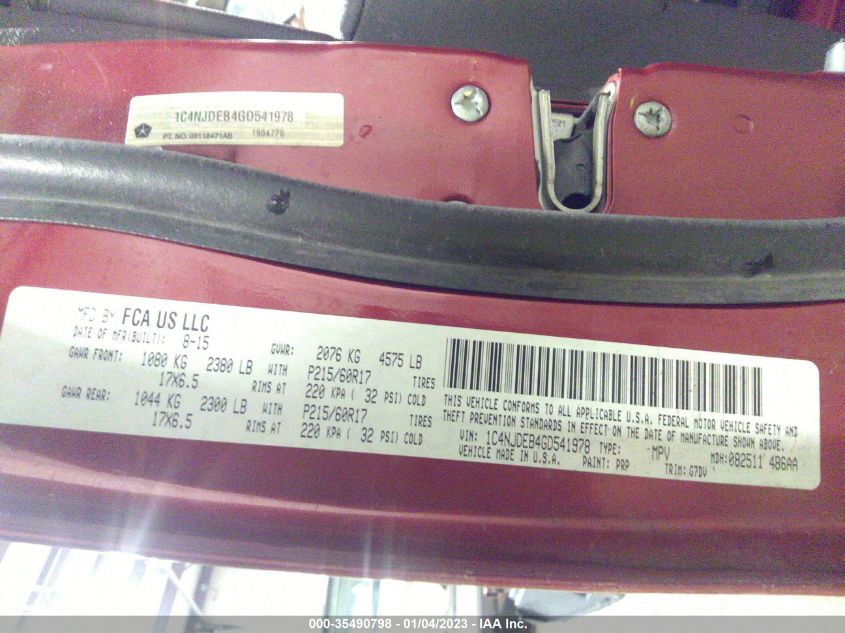 1C4NJDEB4GD541978
PT. NO. 05118471AB 1904770
MFD BY FCA US LLC
DATE OF MFR(BUILT): 8-15 GVWR: 2076 KG 4575 LB
GAWR FRONT: 1080 KG 2380 LB WITH P215/60R17 TIRES
17X6.5 RIMS AT 220 KPA ( 32 PSI) COLD
GAWR REAR: 1044 KG 2300 LB WITH P215/60R17 TIRES
17X6.5 RIMS AT 220 KPA ( 32 PSI) COLD
THIS VEHICLE CONFORMS TO ALL APPLICABLE U.S.A. FEDERAL MOTOR VEHICLE SAFETY AND
THEFT PREVENTION STANDARDS IN EFFECT ON THE DATE OF MANUFACTURE SHOWN ABOVE.
VIN: 1C4NJDEB4GD541978 TYPE: MPV MDH: 082511 486AA
VEHICLE MADE IN U.S.A. PAINT: PRP TRIM: G7DV
000-35490798 - 01/04/2023 - IAA Inc.